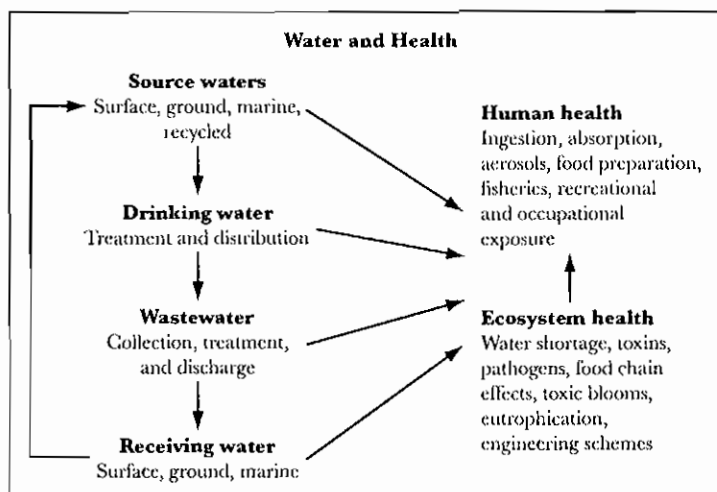 Water and Health
Source waters
Surface, ground, marine,
recycled
Drinking water
Treatment and distribution
Wastewater
Collection, treatment,
and discharge
Receiving water
Surface, ground, marine
Human health
Ingestion, absorption,
aerosols, food preparation,
fisheries, recreational
and occupational
exposure
Ecosystem health
Water shortage, toxins,
pathogens, food chain
effects, toxic blooms,
eutrophication,
engineering schemes